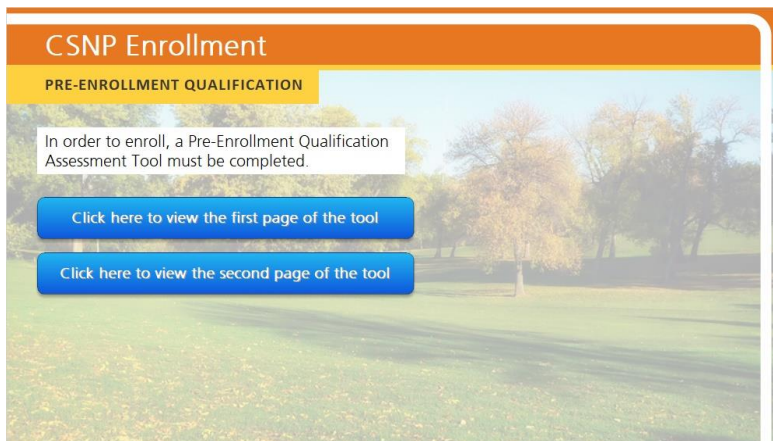 CSNP Enrollment
PRE-ENROLLMENT QUALIFICATION
In order to enroll, a Pre-Enrollment Qualification
Assessment Tool must be completed.
Click here to view the first page of the tool
Click here to view the second page of the tool